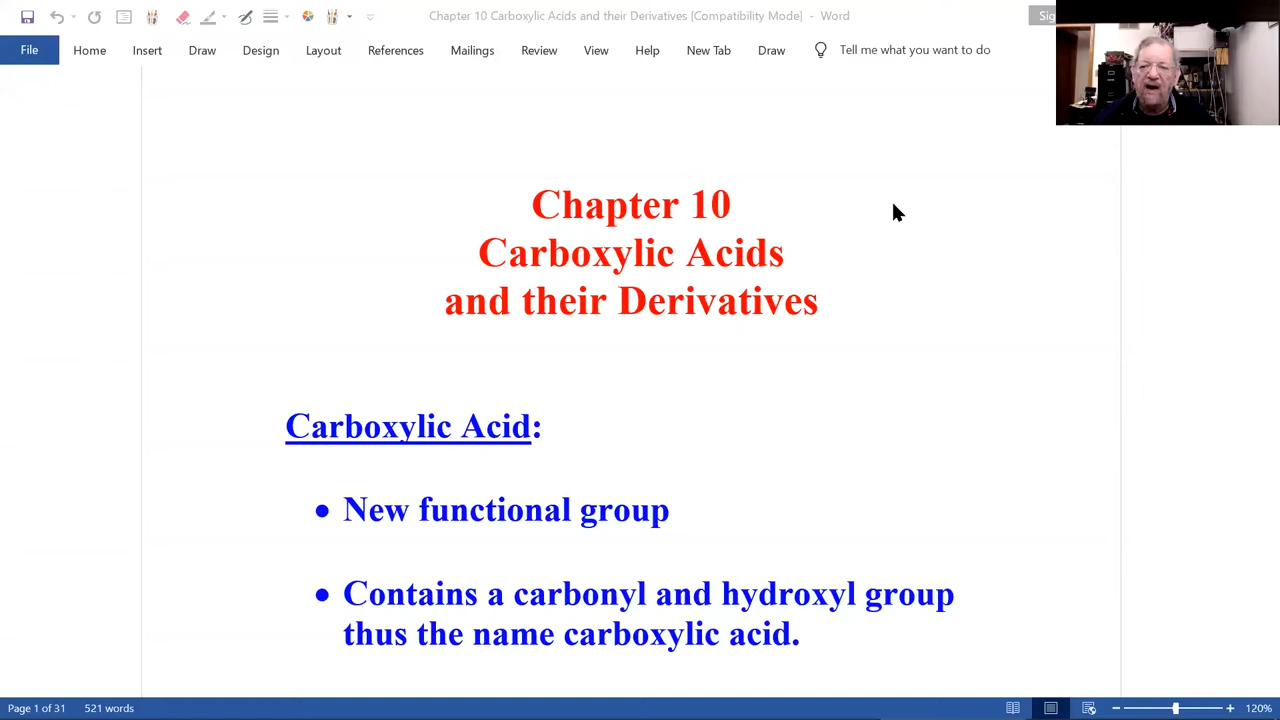 Chapter 10 Carboxylic Acids and their Derivatives [Compatibility Mode] - Word
Sig
File Home Insert Draw Design Layout References Mailings Review View Help New Tab Draw Tell me what you want to do
Chapter 10
Carboxylic Acids
and their Derivatives
Carboxylic Acid:
• New functional group
• Contains a carbonyl and hydroxyl group
thus the name carboxylic acid.
Page 1 of 31 521 words 120%